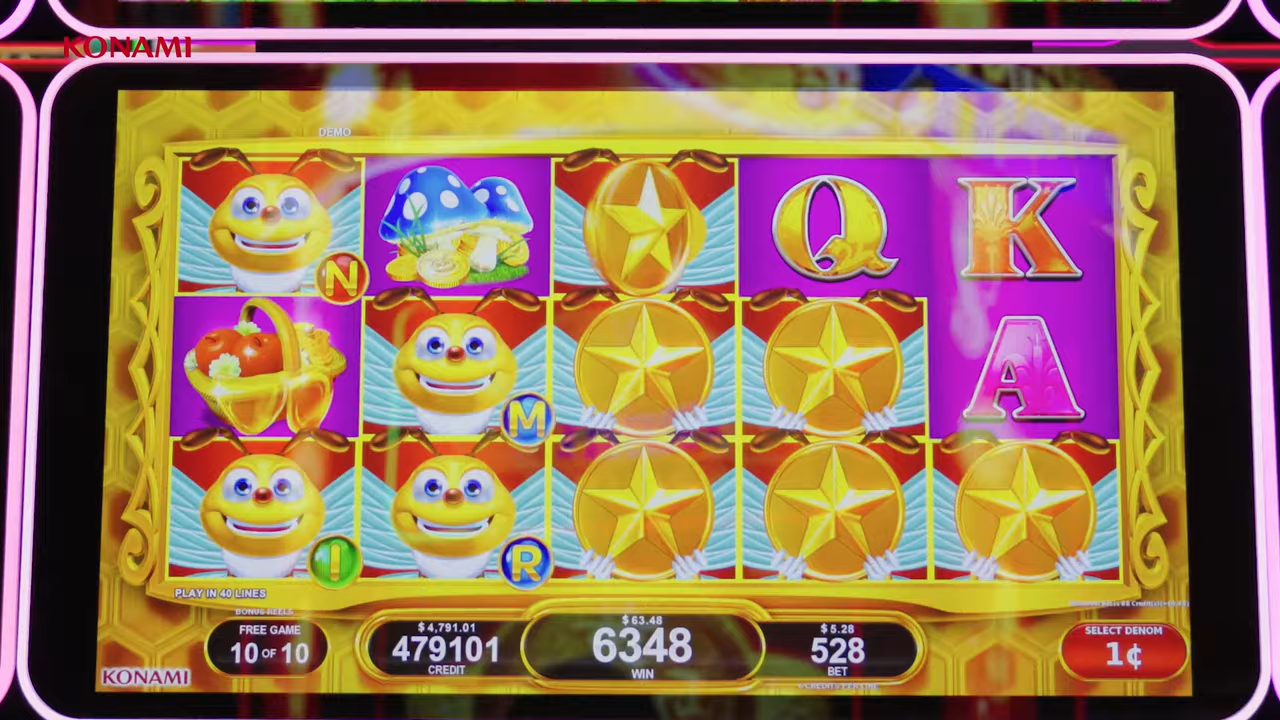 KONAMI
DEMO
N
Q
K
M
A
I
R
PLAY IN 40 LINES
BONUS REELS
FREE GAME
10 OF 10
$4,791.01
479101
CREDIT
$63.48
6348
WIN
$5.28
528
BET
SELECT DENOM
1¢
KONAMI